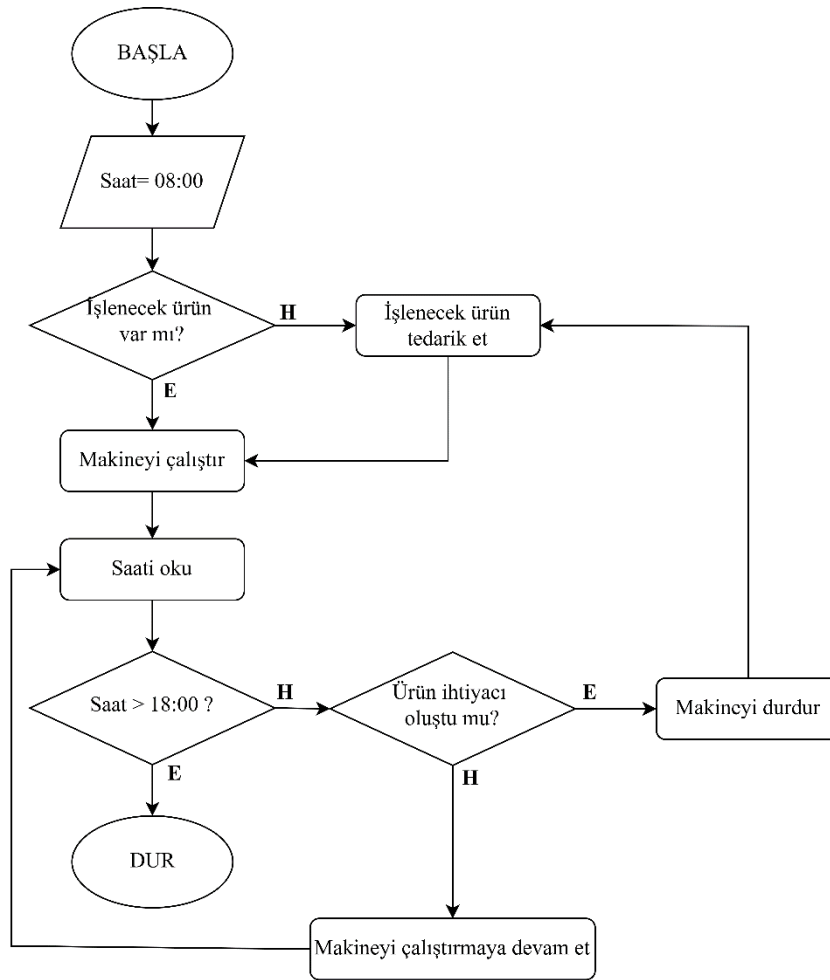 BAŞLA
Saat= 08:00
İşlenecek ürün
var mı?
H
İşlenecek ürün
tedarik et
E
Makineyi çalıştır
Saati oku
Saat > 18:00 ?
H
Ürün ihtiyacı
oluştu mu?
E
Makineyi durdur
E
H
DUR
Makineyi çalıştırmaya devam et